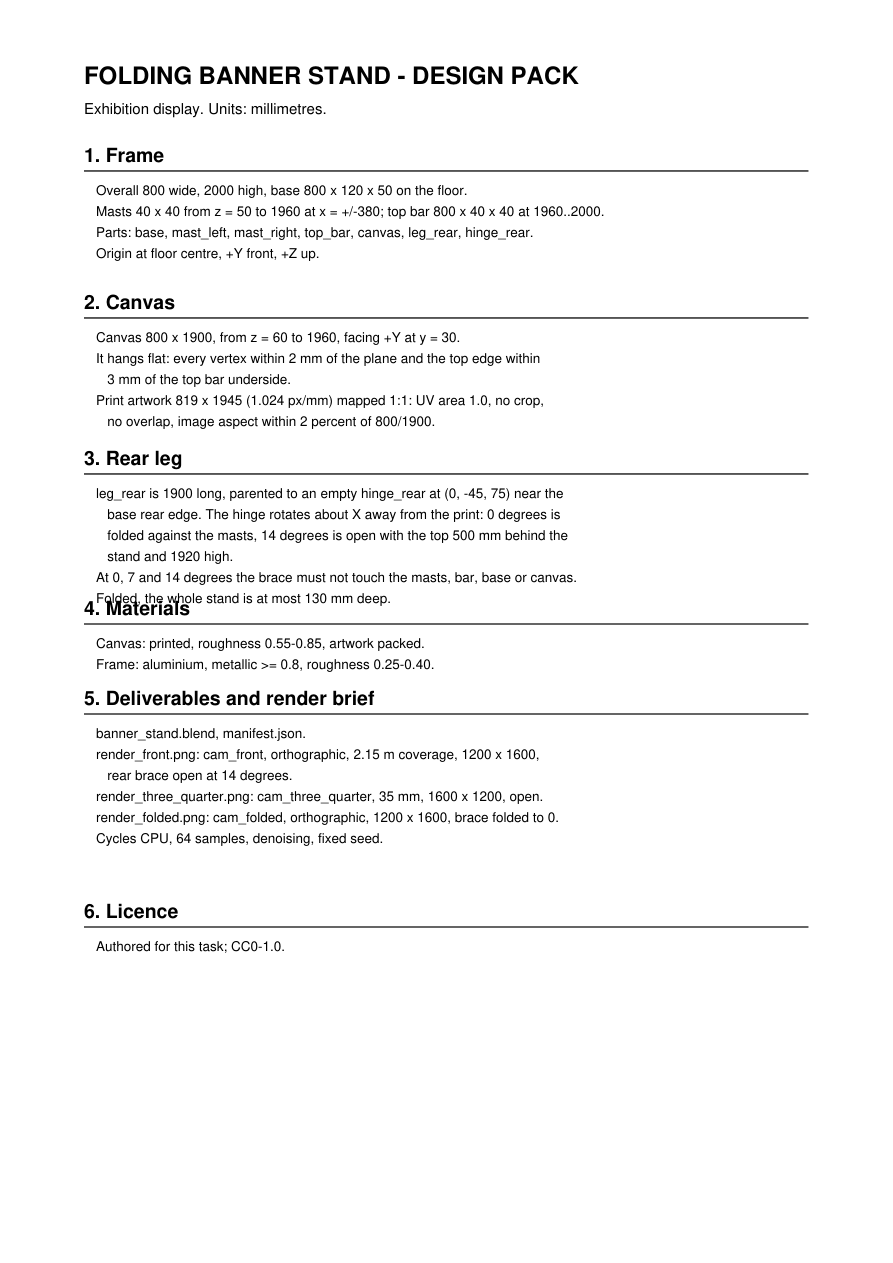 FOLDING BANNER STAND - DESIGN PACK
Exhibition display. Units: millimetres.
1. Frame
Overall 800 wide, 2000 high, base 800 x 120 x 50 on the floor.
Masts 40 x 40 from z = 50 to 1960 at x = +/-380; top bar 800 x 40 x 40 at 1960..2000.
Parts: base, mast_left, mast_right, top_bar, canvas, leg_rear, hinge_rear.
Origin at floor centre, +Y front, +Z up.
2. Canvas
Canvas 800 x 1900, from z = 60 to 1960, facing +Y at y = 30.
It hangs flat: every vertex within 2 mm of the plane and the top edge within
3 mm of the top bar underside.
Print artwork 819 x 1945 (1.024 px/mm) mapped 1:1: UV area 1.0, no crop,
no overlap, image aspect within 2 percent of 800/1900.
3. Rear leg
leg_rear is 1900 long, parented to an empty hinge_rear at (0, -45, 75) near the
base rear edge. The hinge rotates about X away from the print: 0 degrees is
folded against the masts, 14 degrees is open with the top 500 mm behind the
stand and 1920 high.
At 0, 7 and 14 degrees the brace must not touch the masts, bar, base or canvas.
Folded, the whole stand is at most 130 mm deep.
4. Materials
Canvas: printed, roughness 0.55-0.85, artwork packed.
Frame: aluminium, metallic >= 0.8, roughness 0.25-0.40.
5. Deliverables and render brief
banner_stand.blend, manifest.json.
render_front.png: cam_front, orthographic, 2.15 m coverage, 1200 x 1600,
rear brace open at 14 degrees.
render_three_quarter.png: cam_three_quarter, 35 mm, 1600 x 1200, open.
render_folded.png: cam_folded, orthographic, 1200 x 1600, brace folded to 0.
Cycles CPU, 64 samples, denoising, fixed seed.
6. Licence
Authored for this task; CC0-1.0.